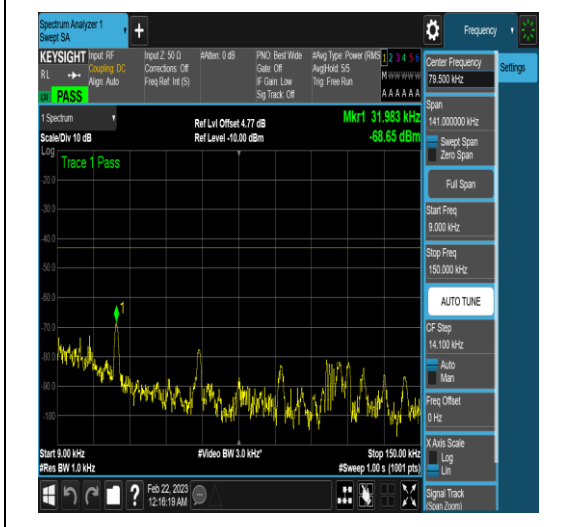 Spectrum Analyzer 1
Swept SA
Frequency
KEYSIGHT
RL
Input: RF
Coupling: DC
Align: Auto
Input Z: 50 Ω
Corrections: Off
Freq Ref: Int (S)
#Atten: 0 dB
PNO: Best Wide
Gate: Off
IF Gain: Low
Sig Track: Off
#Avg Type: Power (RMS
Avg|Hold: 5/5
Trig: Free Run
1 2 3 4 5 6
M W W W W W
A A A A A A
PASS
1 Spectrum
Scale/Div 10 dB
Ref Lvl Offset 4.77 dB
Ref Level -10.00 dBm
Mkr1 31.983 kHz
-68.65 dBm
Log
Trace 1 Pass
-20.0
-30.0
-40.0
-50.0
-60.0
-70.0
-80.0
-90.0
-100
1
Start 9.00 kHz
#Res BW 1.0 kHz
#Video BW 3.0 kHz*
Stop 150.00 kHz
#Sweep 1.00 s (1001 pts)
Feb 22, 2023
12:16:19 AM
?
Center Frequency
79.500 kHz
Settings
Span
141.000000 kHz
Swept Span
Zero Span
Full Span
Start Freq
9.000 kHz
Stop Freq
150.000 kHz
AUTO TUNE
CF Step
14.100 kHz
Auto
Man
Freq Offset
0 Hz
X Axis Scale
Log
Lin
Signal Track
(Span Zoom)